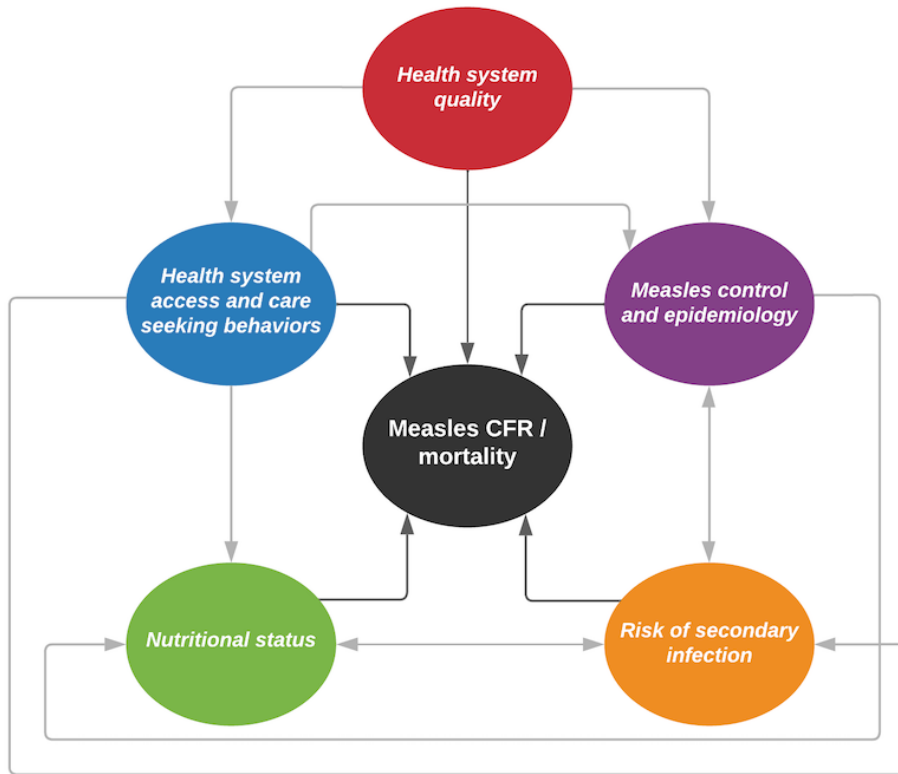 Health system
quality
Health system
access and care
seeking behaviors
Measles control
and epidemiology
Measles CFR /
mortality
Nutritional status
Risk of secondary
infection